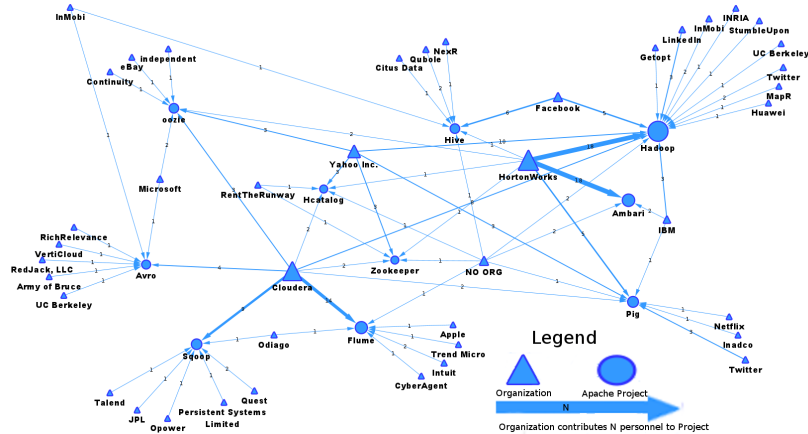 InMobi
INRIA
InMobi
StumbleUpon
LinkedIn
NexR
independent
Getopt
UC Berkeley
eBay
Qubole
Citus Data
Continuity
Twitter
MapR
Facebook
Huawei
oozie
Hive
Hadoop
Yahoo Inc.
HortonWorks
Microsoft
RentTheRunway
Hcatalog
Ambari
IBM
RichRelevance
VertiCloud
RedJack, LLC
Avro
Zookeeper
NO ORG
Army of Bruce
Cloudera
UC Berkeley
Pig
Netflix
Apple
Legend
Odiago
Flume
Inadco
Sqoop
Trend Micro
Twitter
Intuit
CyberAgent
Organization
Apache Project
Talend
Quest
N
JPL
Persistent Systems
Limited
Opower
Organization contributes N personnel to Project